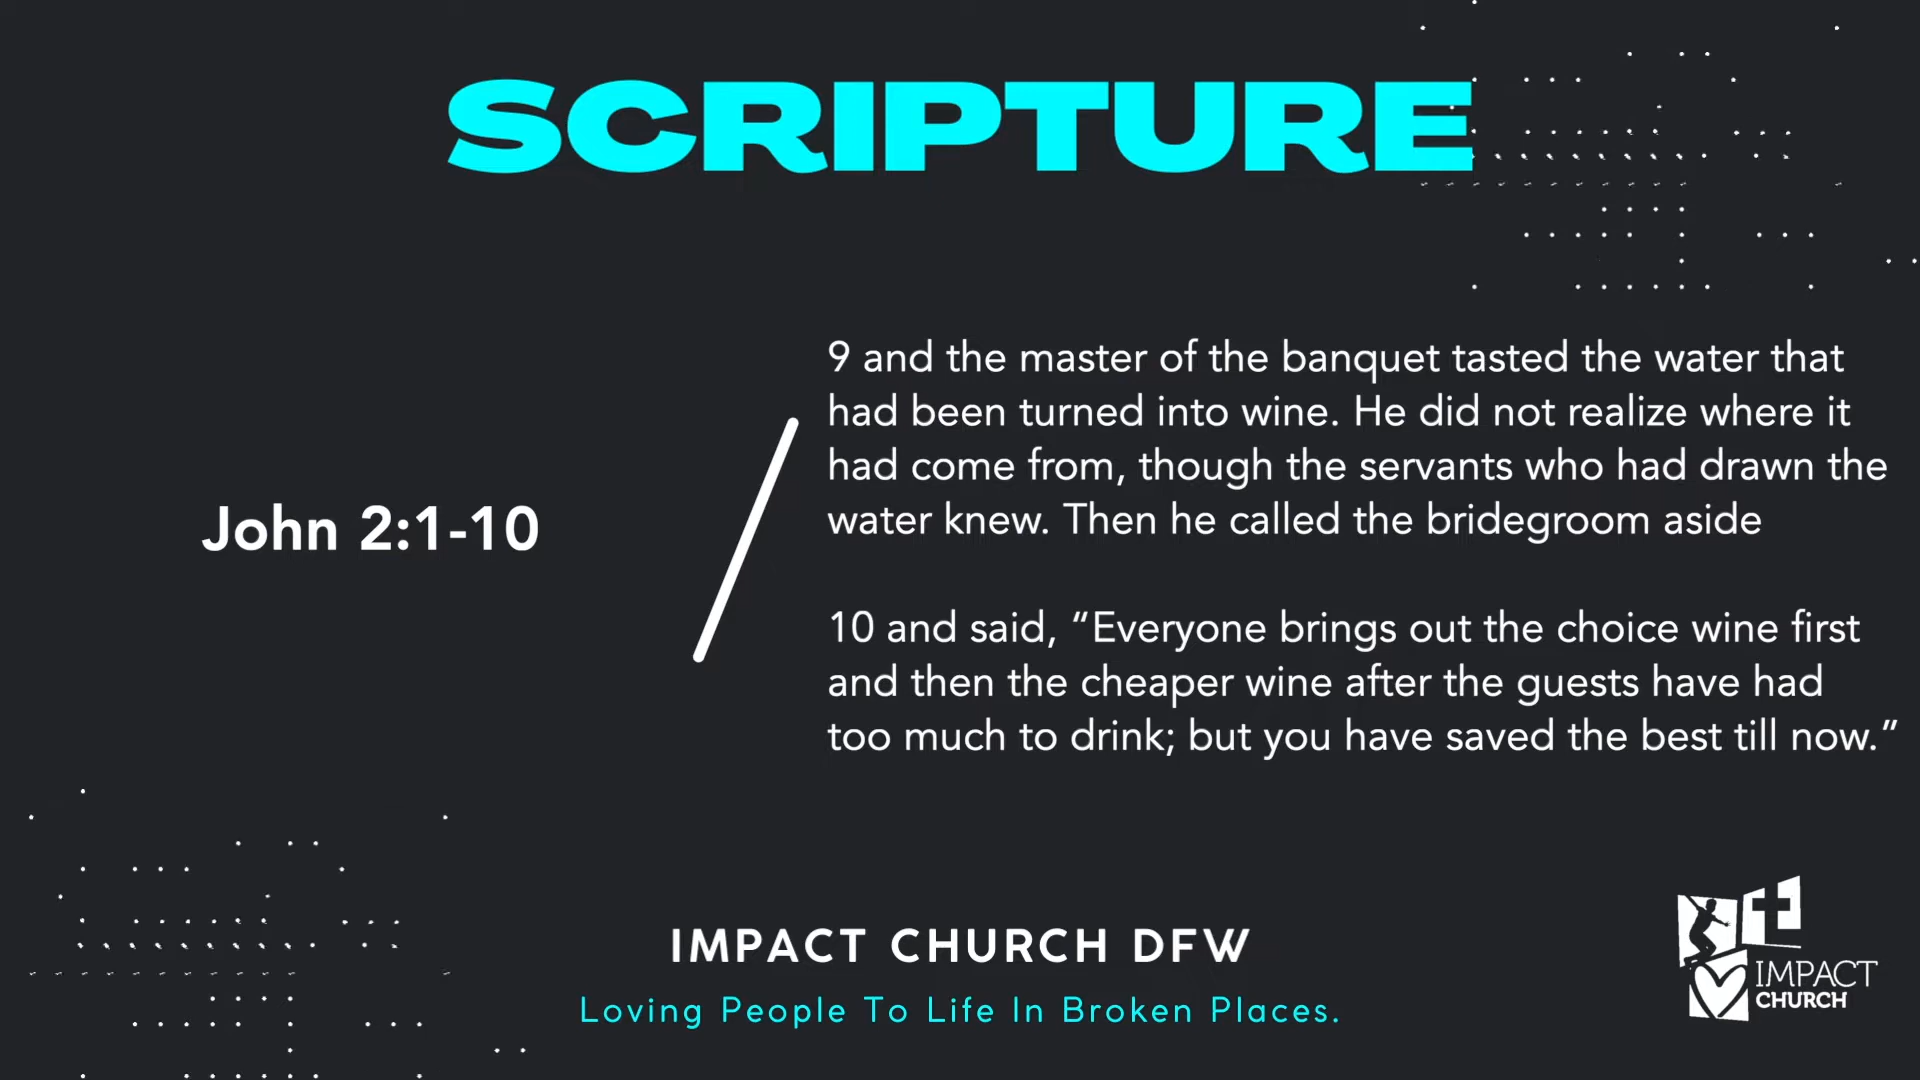 SCRIPTURE
John 2:1-10
9 and the master of the banquet tasted the water that
had been turned into wine. He did not realize where it
had come from, though the servants who had drawn the
water knew. Then he called the bridegroom aside
10 and said, “Everyone brings out the choice wine first
and then the cheaper wine after the guests have had
too much to drink; but you have saved the best till now.”
IMPACT CHURCH DFW
Loving People To Life In Broken Places.
IMPACT
CHURCH